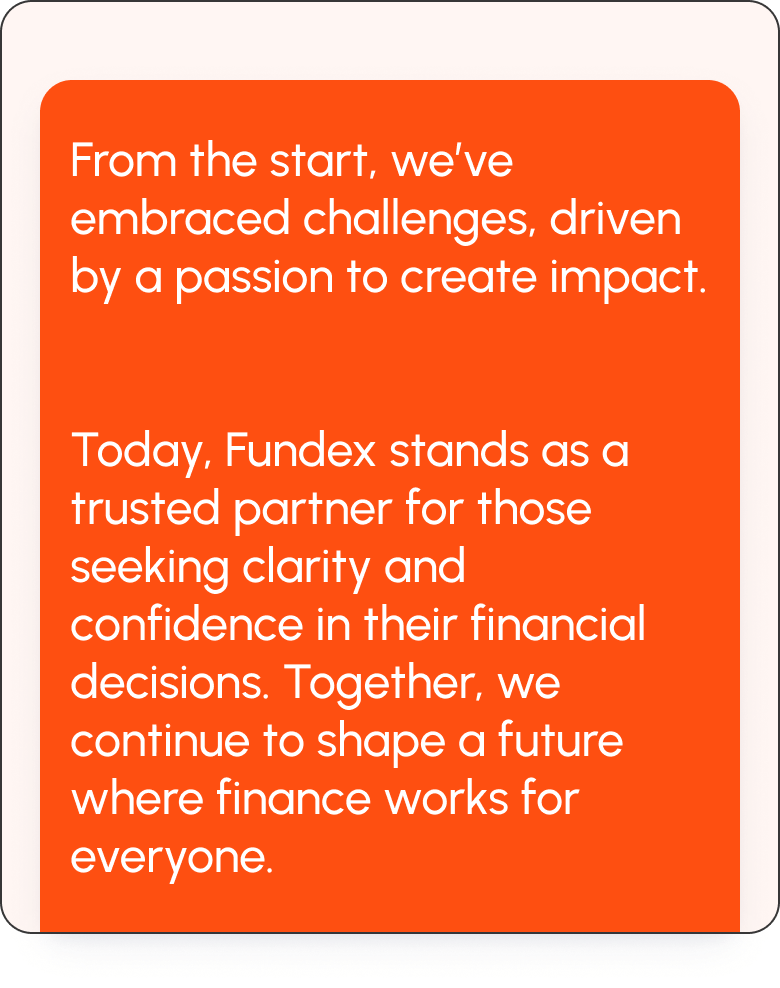 From the start, we've
embraced challenges, driven
by a passion to create impact.
Today, Fundex stands as a
trusted partner for those
seeking clarity and
confidence in their financial
decisions. Together, we
continue to shape a future
where finance works for
everyone.